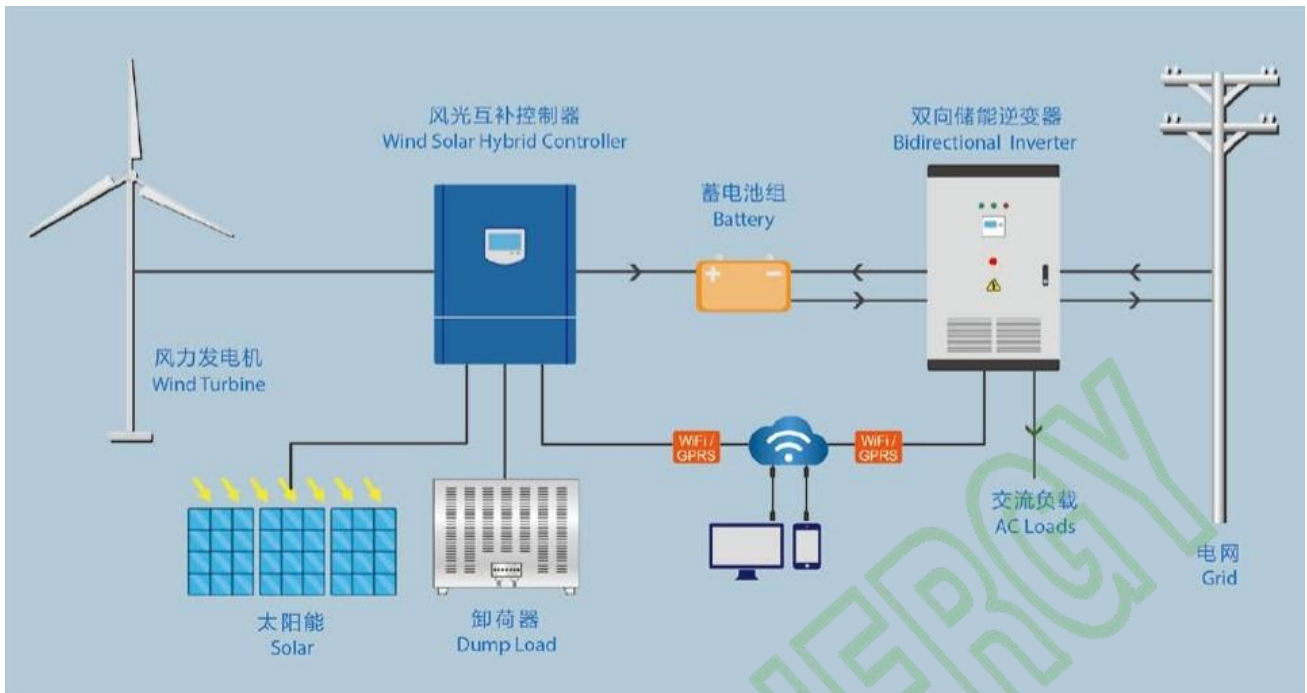 风光互补控制器
Wind Solar Hybrid Controller
双向储能逆变器
Bidirectional Inverter
蓄电池组
Battery
+ −
风力发电机
Wind Turbine
WiFi /
GPRS
WiFi /
GPRS
交流负载
AC Loads
电网
Grid
太阳能
Solar
卸荷器
Dump Load
ERGY